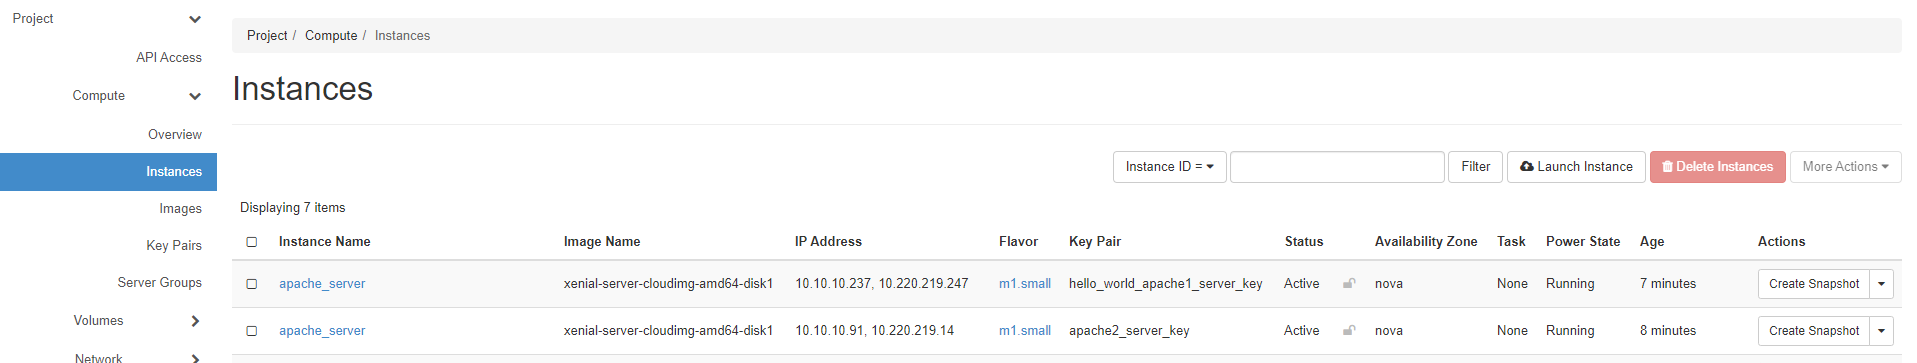 Project
API Access
Compute
Overview
Instances
Images
Key Pairs
Server Groups
Volumes
Network
Project / Compute / Instances
Instances
Instance ID = Filter Launch Instance Delete Instances More Actions
Displaying 7 items
Instance Name Image Name IP Address Flavor Key Pair Status Availability Zone Task Power State Age Actions
apache_server xenial-server-cloudimg-amd64-disk1 10.10.10.237, 10.220.219.247 m1.small hello_world_apache1_server_key Active nova None Running 7 minutes Create Snapshot
apache_server xenial-server-cloudimg-amd64-disk1 10.10.10.91, 10.220.219.14 m1.small apache2_server_key Active nova None Running 8 minutes Create Snapshot